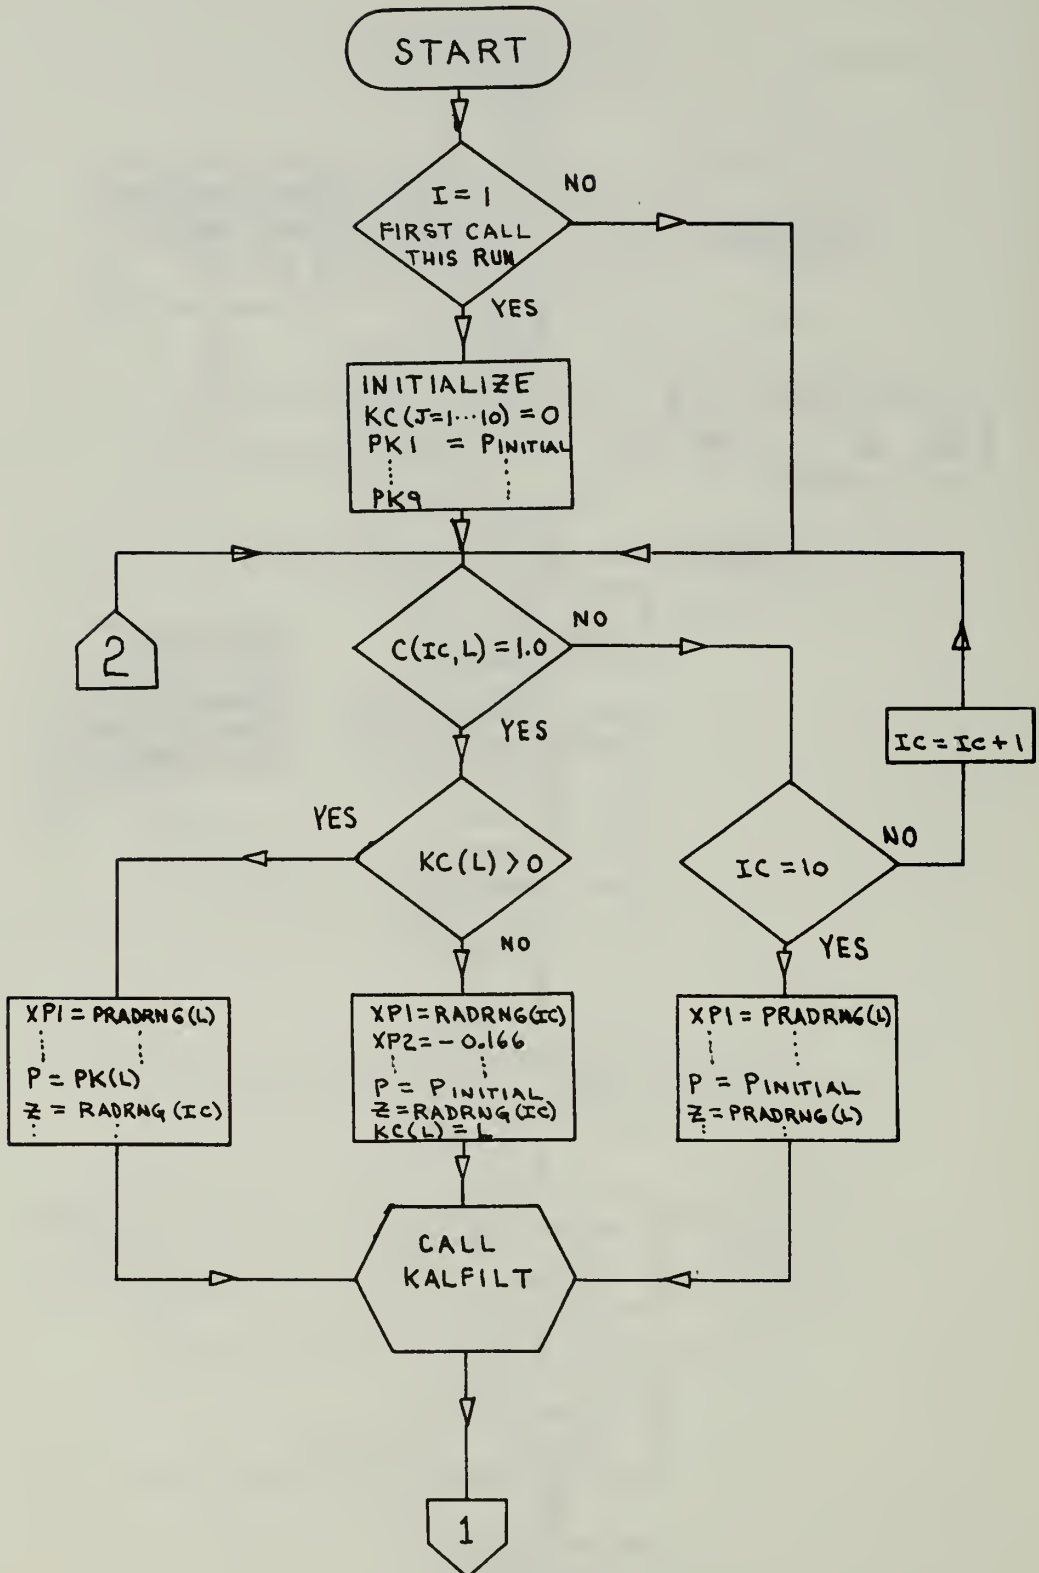 START
I = 1
FIRST CALL
THIS RUN
NO
YES
INITIALIZE
KC(J=1...10) = 0
PK1 = PINITIAL
PK9
2
C(IC,L) = 1.0
NO
YES
IC = IC + 1
KC(L) > 0
YES
NO
IC = 10
NO
YES
XP1 = PRADRNG(L)
P = PK(L)
Z = RADRNG(IC)
XP1 = RADRNG(IC)
XP2 = -0.166
P = PINITIAL
Z = RADRNG(IC)
KC(L) = L
XP1 = PRADRNG(L)
P = PINITIAL
Z = PRADRNG(L)
CALL
KALFILT
1